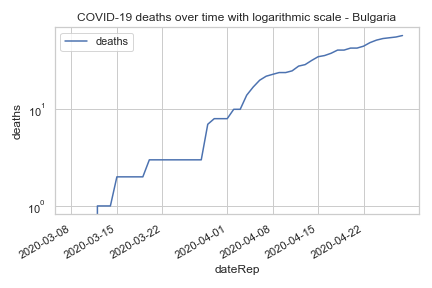 COVID-19 deaths over time with logarithmic scale - Bulgaria
deaths
deaths
10¹
10⁰
2020-03-08
2020-03-15
2020-03-22
2020-04-01
2020-04-08
2020-04-15
2020-04-22
dateRep